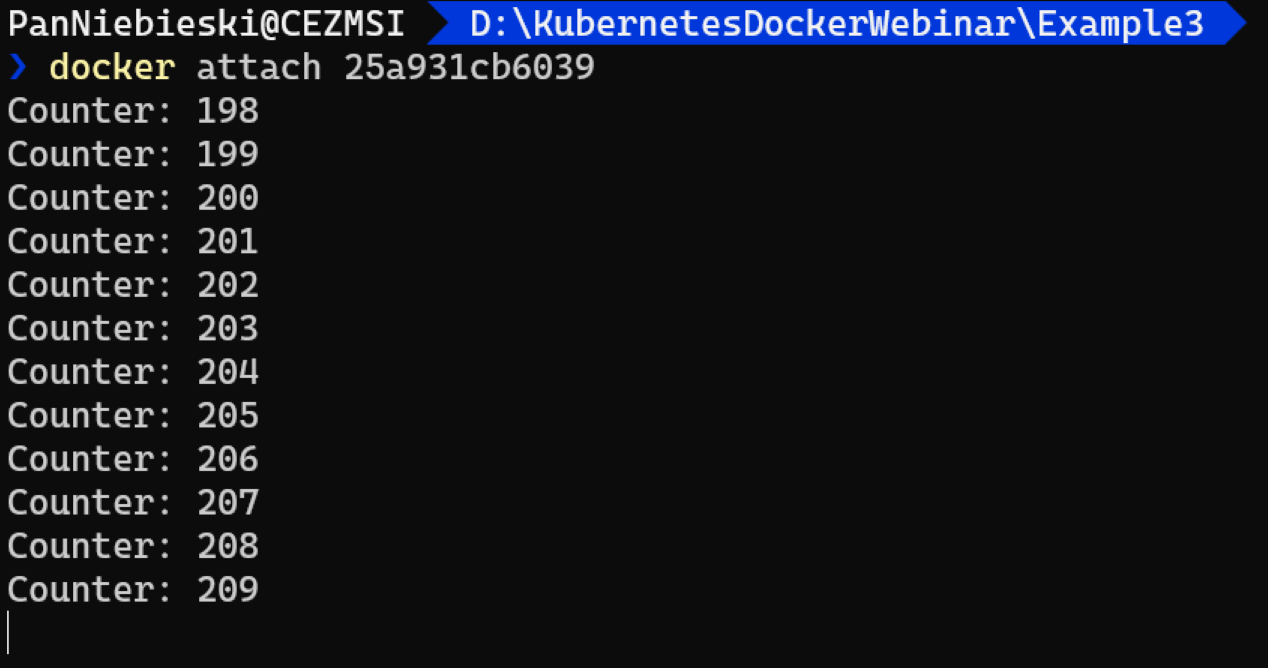 PanNiebieski@CEZMSI D:\KubernetesDockerWebinar\Example3
❯ docker attach 25a931cb6039
Counter: 198
Counter: 199
Counter: 200
Counter: 201
Counter: 202
Counter: 203
Counter: 204
Counter: 205
Counter: 206
Counter: 207
Counter: 208
Counter: 209